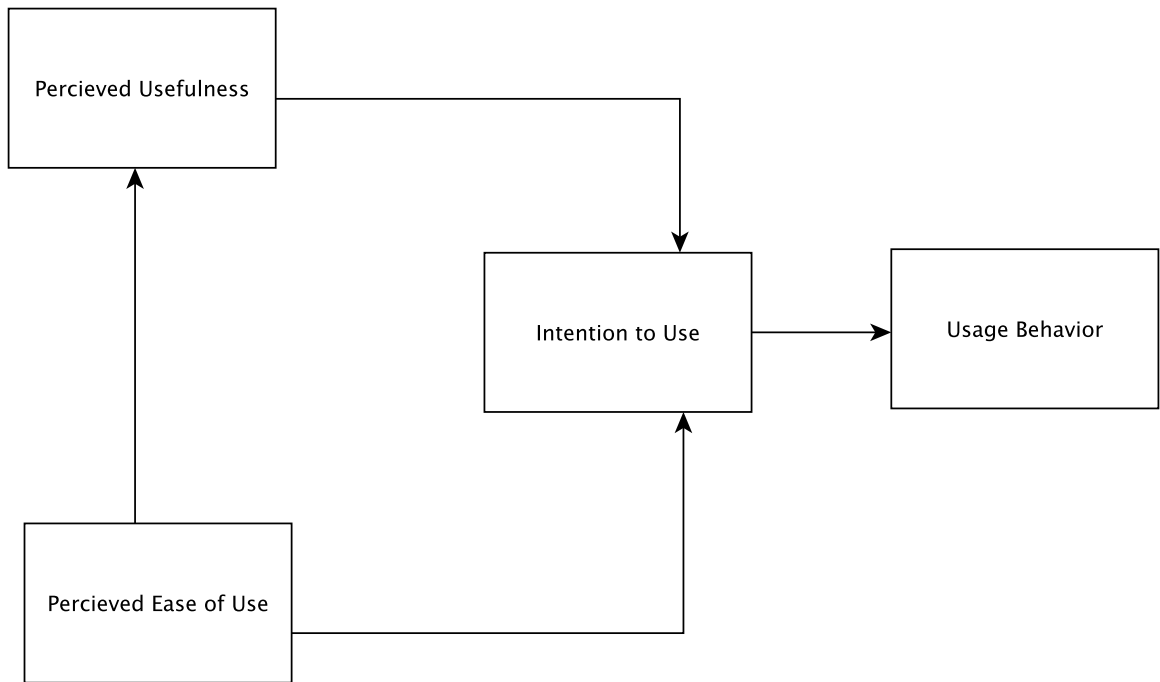 Percieved Usefulness
Intention to Use
Usage Behavior
Percieved Ease of Use